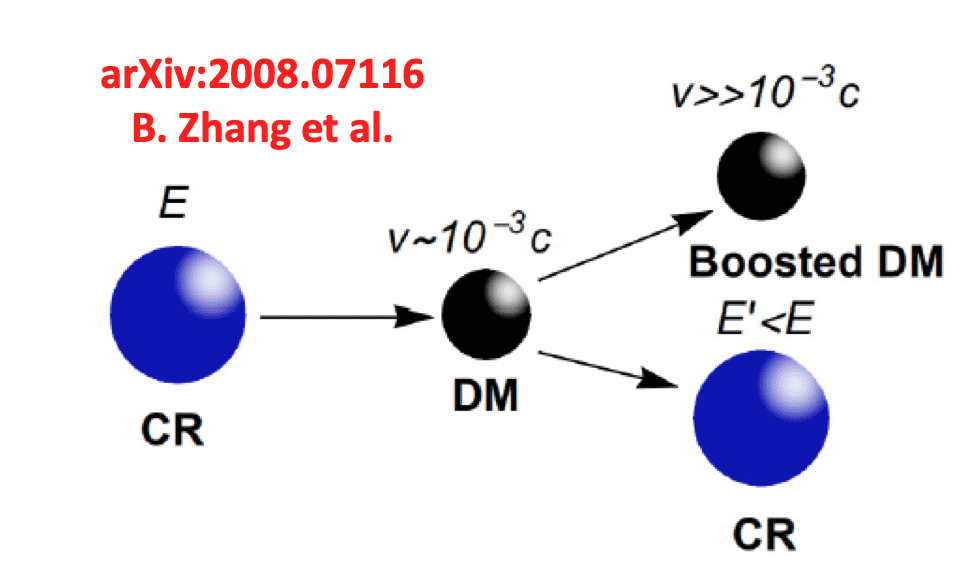 arXiv:2008.07116
B. Zhang et al.
E
CR
v~10⁻³c
DM
v>>10⁻³c
Boosted DM
E'<E
CR